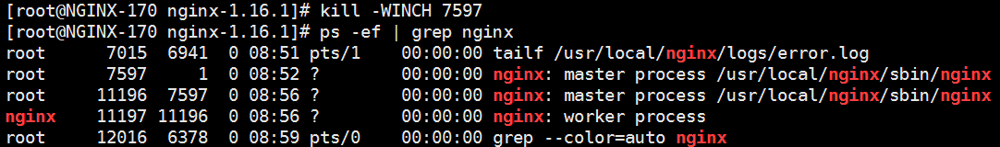 [root@NGINX-170 nginx-1.16.1]# kill -WINCH 7597
[root@NGINX-170 nginx-1.16.1]# ps -ef | grep nginx
root 7015 6941 0 08:51 pts/1 00:00:00 tailf /usr/local/nginx/logs/error.log
root 7597 1 0 08:52 ? 00:00:00 nginx: master process /usr/local/nginx/sbin/nginx
root 11196 7597 0 08:56 ? 00:00:00 nginx: master process /usr/local/nginx/sbin/nginx
nginx 11197 11196 0 08:56 ? 00:00:00 nginx: worker process
root 12016 6378 0 08:59 pts/0 00:00:00 grep --color=auto nginx